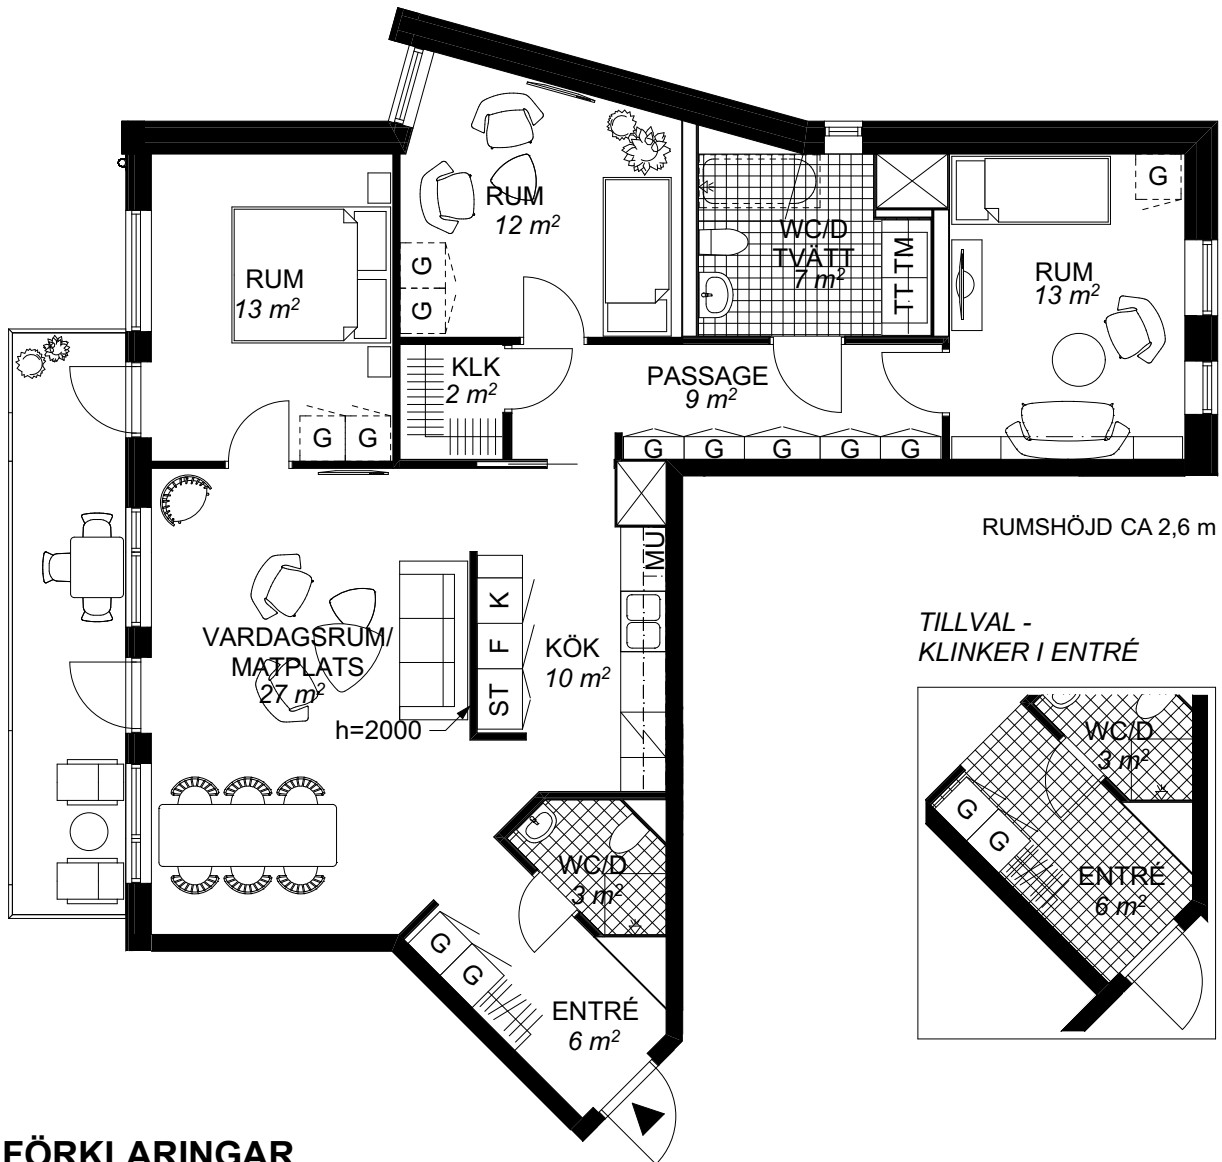 RUM
12 m²
G
G
RUM
13 m²
G G
KLK
2 m²
WC/D
TVÄTT
7 m²
TM
TT
G
RUM
13 m²
PASSAGE
9 m²
G G G G G
RUMSHÖJD CA 2,6 m
MU
K
F
ST
KÖK
10 m²
VARDAGSRUM/
MATPLATS
27 m²
h=2000
WC/D
3 m²
G
G
ENTRÉ
6 m²
TILLVAL -
KLINKER I ENTRÉ
WC/D
3 m²
G
G
ENTRÉ
6 m²
FÖRKLARINGAR